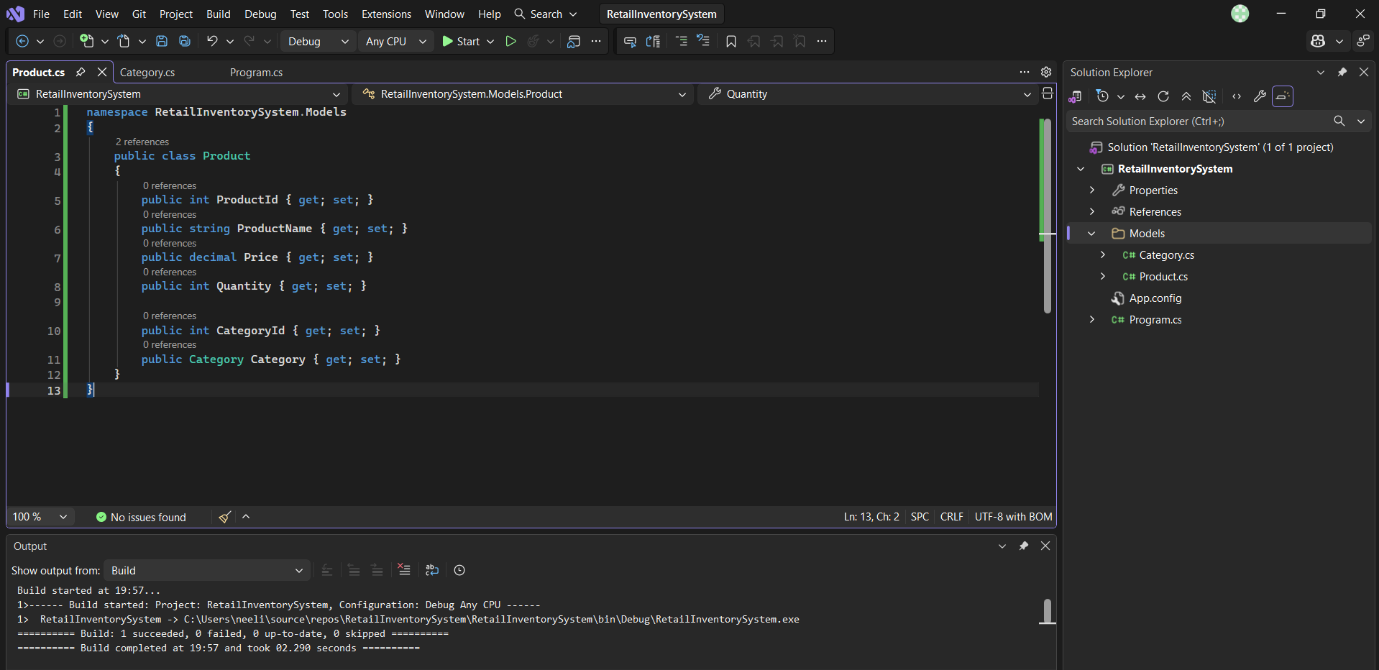 File Edit View Git Project Build Debug Test Tools Extensions Window Help Search RetailInventorySystem
Debug Any CPU Start
Product.cs Category.cs Program.cs
RetailInventorySystem RetailInventorySystem.Models.Product Quantity
1 namespace RetailInventorySystem.Models
2 {
2 references
3 public class Product
4 {
0 references
5 public int ProductId { get; set; }
0 references
6 public string ProductName { get; set; }
0 references
7 public decimal Price { get; set; }
0 references
8 public int Quantity { get; set; }
9
0 references
10 public int CategoryId { get; set; }
0 references
11 public Category Category { get; set; }
12 }
13 }
100 % No issues found Ln: 13, Ch: 2 SPC CRLF UTF-8 with BOM
Output
Show output from: Build
Build started at 19:57...
1>------ Build started: Project: RetailInventorySystem, Configuration: Debug Any CPU ------
1>  RetailInventorySystem -> C:\Users\neeli\source\repos\RetailInventorySystem\RetailInventorySystem\bin\Debug\RetailInventorySystem.exe
========== Build: 1 succeeded, 0 failed, 0 up-to-date, 0 skipped ==========
========== Build completed at 19:57 and took 02.290 seconds ==========
Solution Explorer
Search Solution Explorer (Ctrl+;)
Solution 'RetailInventorySystem' (1 of 1 project)
RetailInventorySystem
Properties
References
Models
C# Category.cs
C# Product.cs
App.config
C# Program.cs